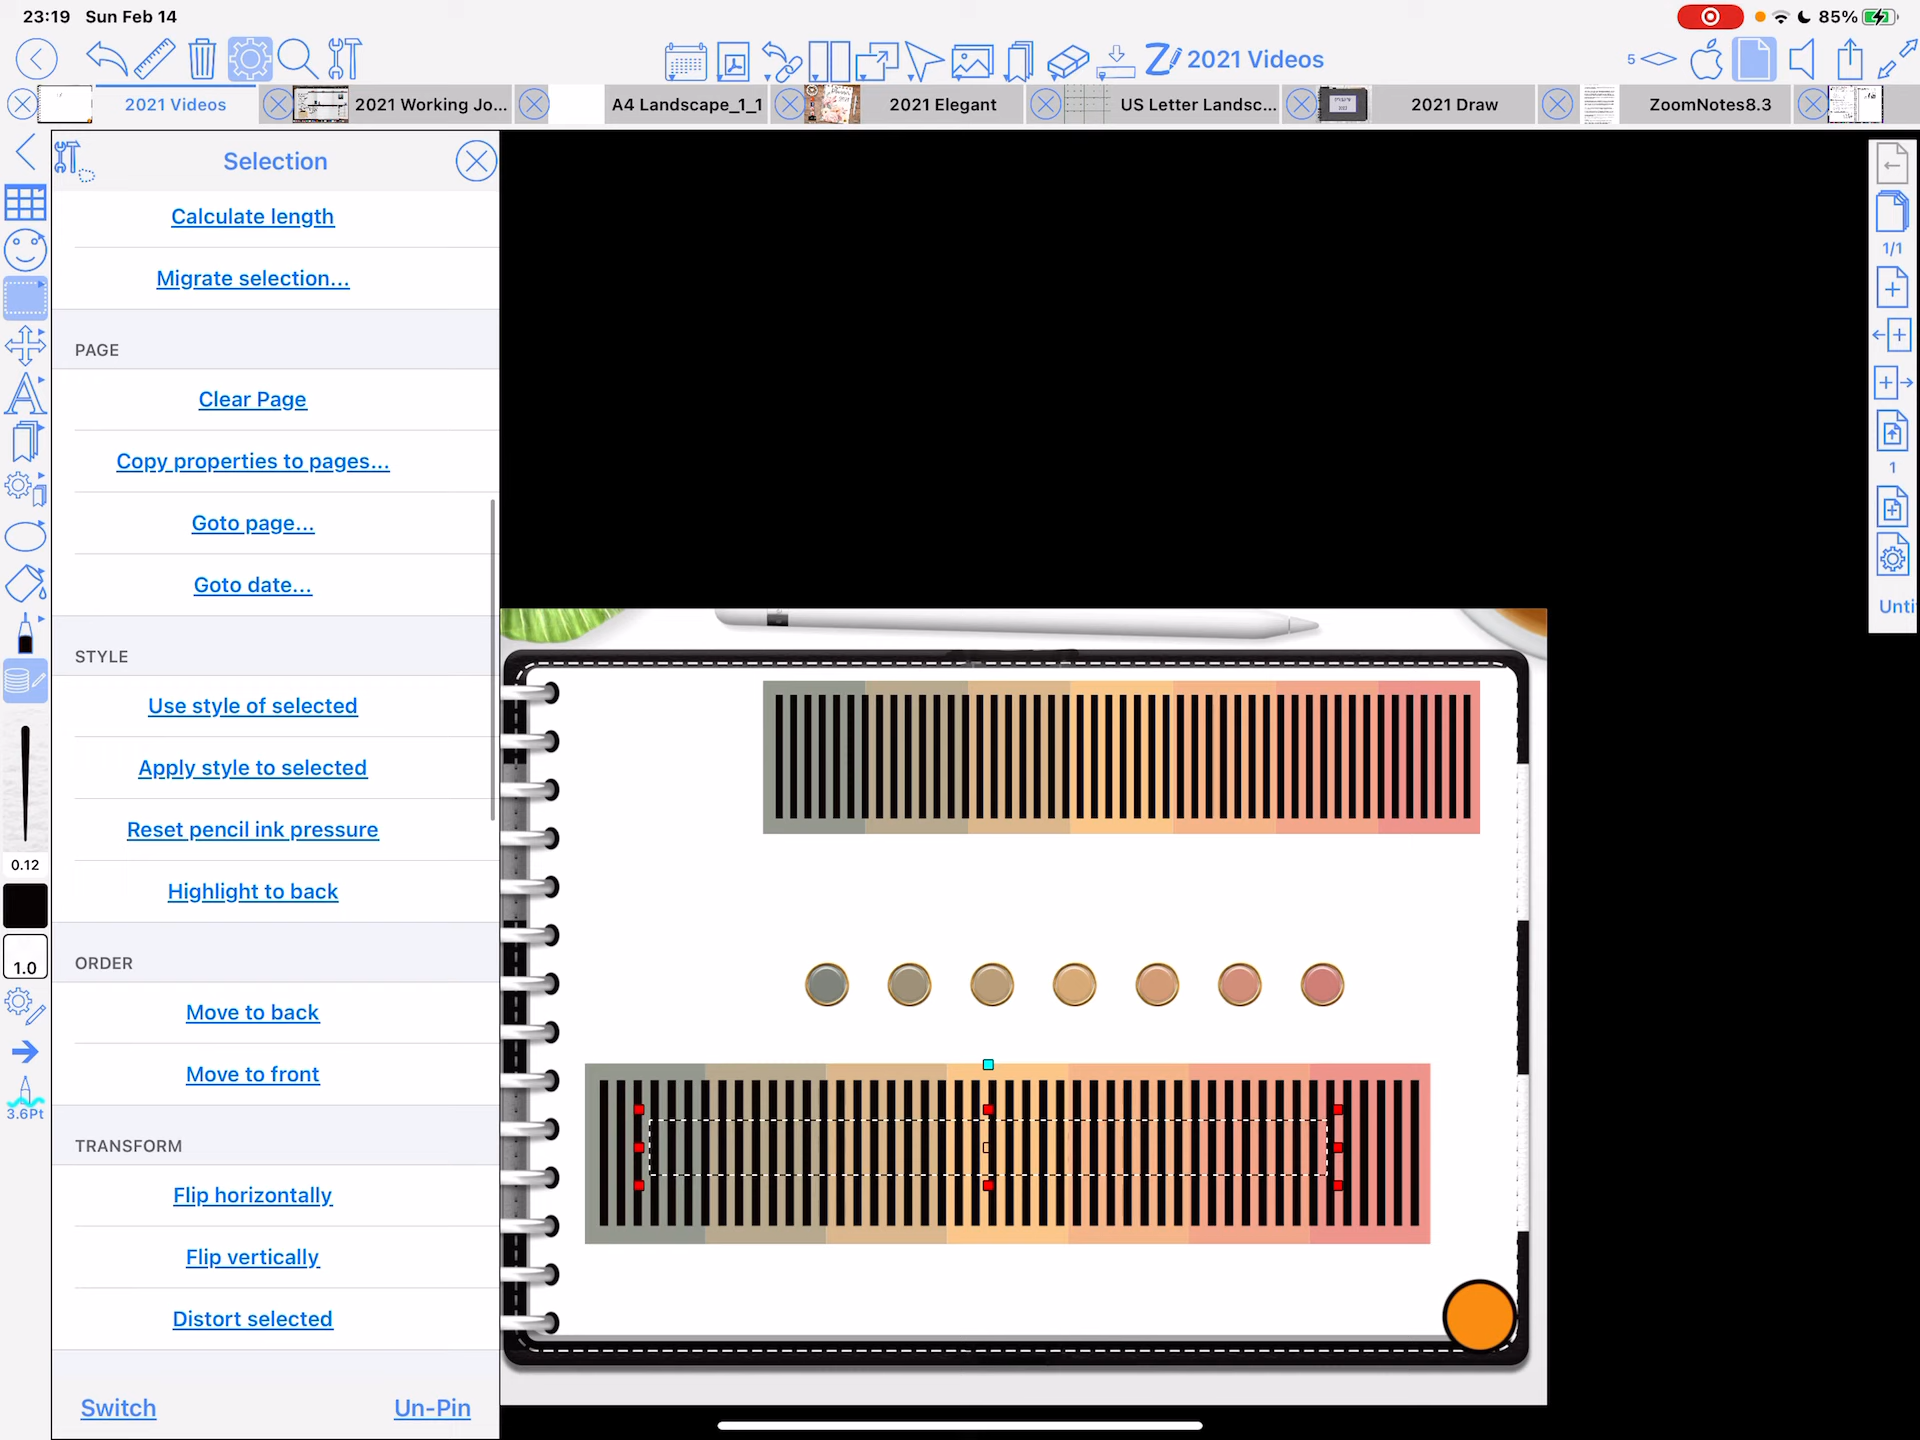 23:19 Sun Feb 14
85%
2021 Videos
5
2021 Videos
2021 Working Jo...
A4 Landscape_1_1
2021 Elegant
US Letter Landsc...
2021 Draw
ZoomNotes8.3
Selection
Calculate length
Migrate selection...
PAGE
Clear Page
Copy properties to pages...
Goto page...
Goto date...
STYLE
Use style of selected
Apply style to selected
Reset pencil ink pressure
Highlight to back
ORDER
Move to back
Move to front
TRANSFORM
Flip horizontally
Flip vertically
Distort selected
Switch
Un-Pin
0.12
1.0
3.6Pt
1/1
1
Unti